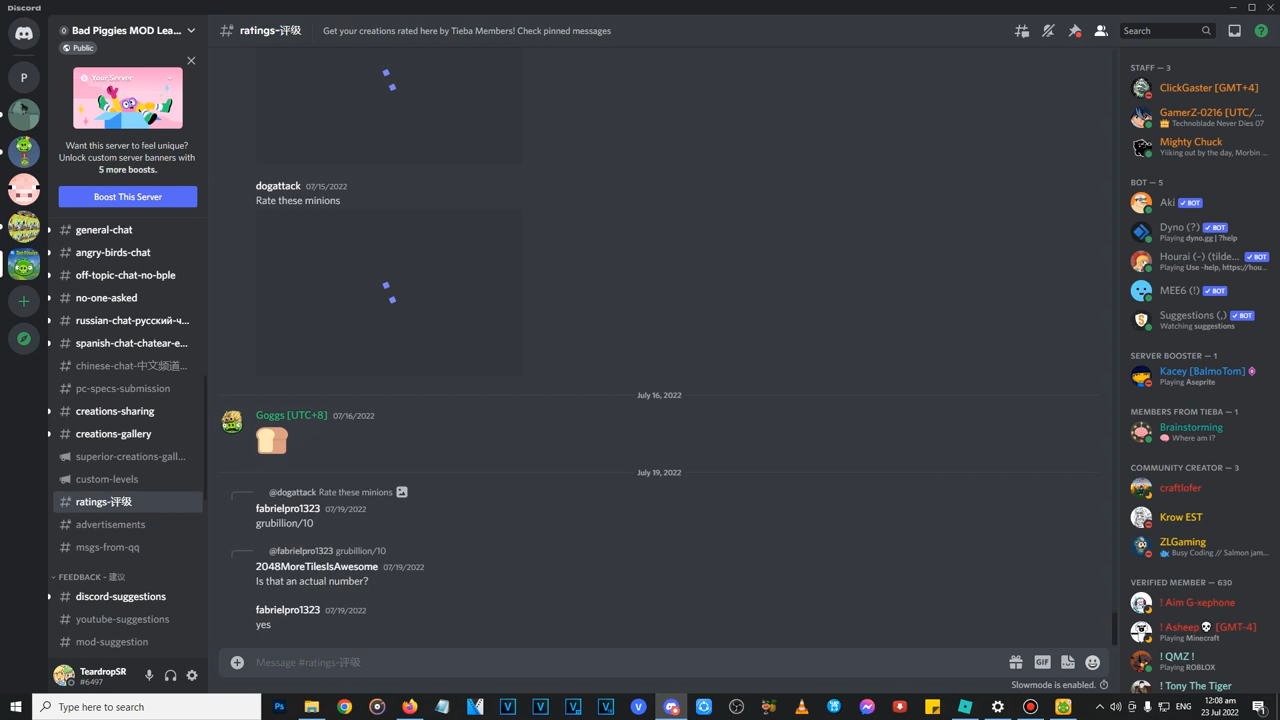 Discord
Bad Piggies MOD Lea...
Public
ratings-评级
Get your creations rated here by Tieba Members! Check pinned messages
Search
P
Your Server
Want this server to feel unique?
Unlock custom server banners with
5 more boosts.
Boost This Server
general-chat
angry-birds-chat
off-topic-chat-no-bple
no-one-asked
russian-chat-русский-ч...
spanish-chat-chatear-e...
chinese-chat-中文频道...
pc-specs-submission
creations-sharing
creations-gallery
superior-creations-gall...
custom-levels
ratings-评级
advertisements
msgs-from-qq
FEEDBACK - 建议
discord-suggestions
youtube-suggestions
mod-suggestion
TeardropSR
#6497
dogattack 07/15/2022
Rate these minions
July 16, 2022
Goggs [UTC+8] 07/16/2022
July 19, 2022
@dogattack Rate these minions
fabrielpro1323 07/19/2022
grubillion/10
@fabrielpro1323 grubillion/10
2048MoreTilesIsAwesome 07/19/2022
Is that an actual number?
fabrielpro1323 07/19/2022
yes
Message #ratings-评级
GIF
Slowmode is enabled.
STAFF — 3
ClickGaster [GMT+4]
GamerZ-0216 [UTC/...
Technoblade Never Dies 07
Mighty Chuck
Yiiking out by the day, Morbin ...
BOT — 5
Aki BOT
Dyno (?) BOT
Playing dyno.gg | ?help
Hourai (~) (tilde... BOT
Playing Use ~help, https://hou...
MEE6 (!) BOT
Suggestions (,) BOT
Watching suggestions
SERVER BOOSTER — 1
Kacey [BalmoTom]
Playing Aseprite
MEMBERS FROM TIEBA — 1
Brainstorming
Where am I?
COMMUNITY CREATOR — 3
craftlofer
Krow EST
ZLGaming
Busy Coding // Salmon jam...
VERIFIED MEMBER — 630
! Aim G-xephone
! Asheep [GMT-4]
Playing Minecraft
! QMZ !
Playing ROBLOX
! Tony The Tiger
Type here to search
ENG
12:08 am
23 Jul 2022